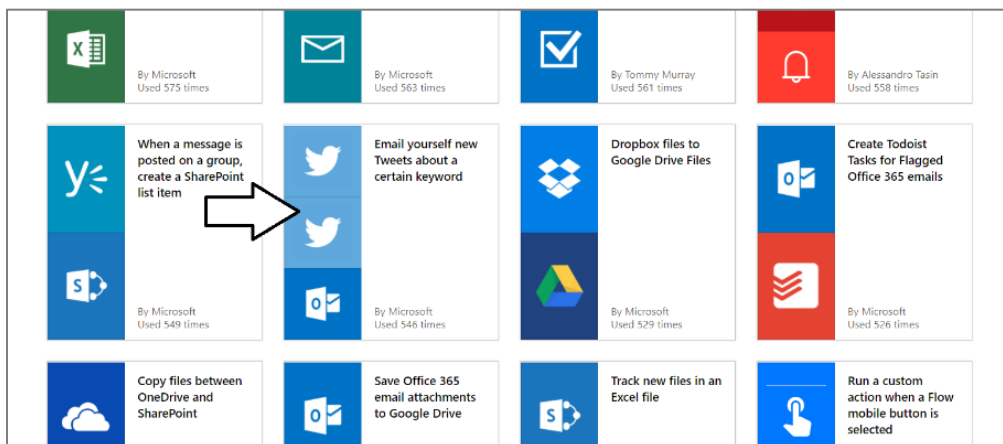 By Microsoft
Used 575 times
By Microsoft
Used 563 times
By Tommy Murray
Used 561 times
By Alessandro Tasin
Used 558 times
When a message is
posted on a group,
create a SharePoint
list item
By Microsoft
Used 549 times
Email yourself new
Tweets about a
certain keyword
By Microsoft
Used 546 times
Dropbox files to
Google Drive Files
By Microsoft
Used 529 times
Create Todoist
Tasks for Flagged
Office 365 emails
By Microsoft
Used 526 times
Copy files between
OneDrive and
SharePoint
Save Office 365
email attachments
to Google Drive
Track new files in an
Excel file
Run a custom
action when a Flow
mobile button is
selected